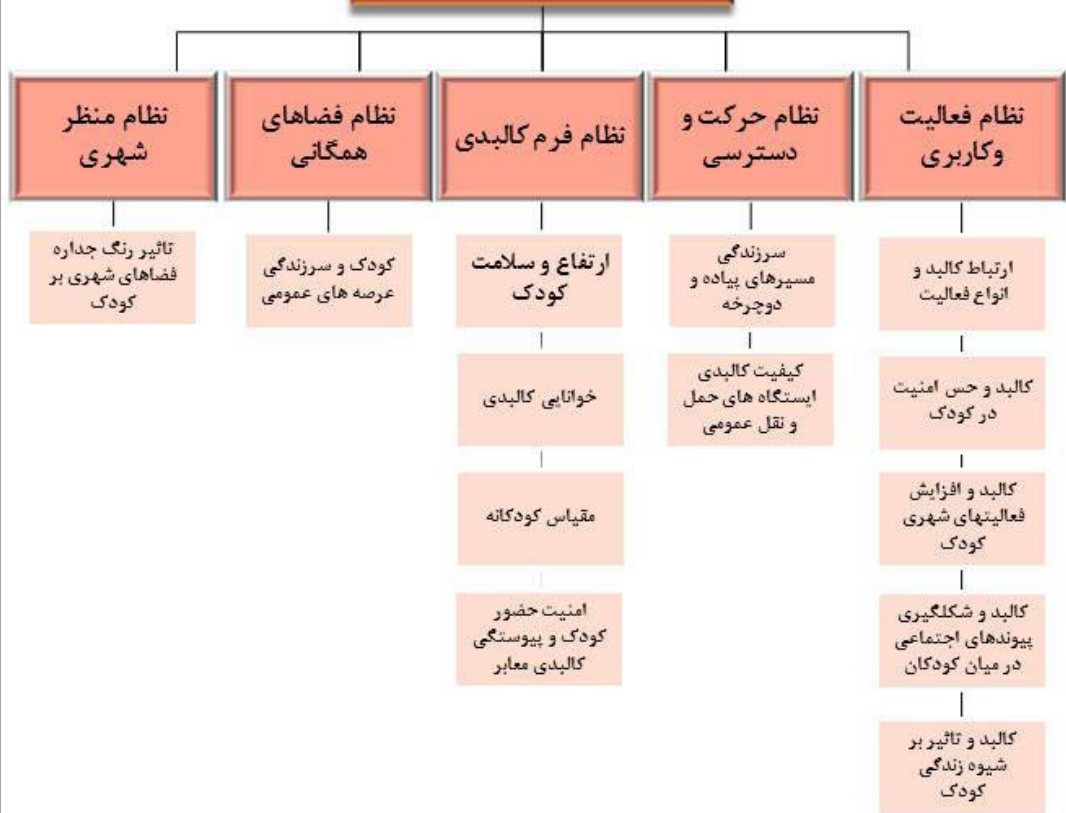 نظام فعالیت
وکاربری
ارتباط کالبد و
انواع فعالیت
کالبد و حس امنیت
در کودک
کالبد و افزایش
فعالیتهای شهری
کودک
کالبد و شکلگیری
پیوندهای اجتماعی
در میان کودکان
کالبد و تاثیر بر
شیوه زندگی
کودک
نظام حرکت و
دسترسی
سرزندگی
مسیرهای پیاده و
دوچرخه
کیفیت کالبدی
ایستگاه های حمل
و نقل عمومی
نظام فرم کالبدی
ارتفاع و سلامت
کودک
خوانایی کالبدی
مقیاس کودکانه
امنیت حضور
کودک و پیوستگی
کالبدی معابر
نظام فضاهای
همگانی
کودک و سرزندگی
عرصه های عمومی
نظام منظر
شهری
تاثیر رنگ جداره
فضاهای شهری بر
کودک